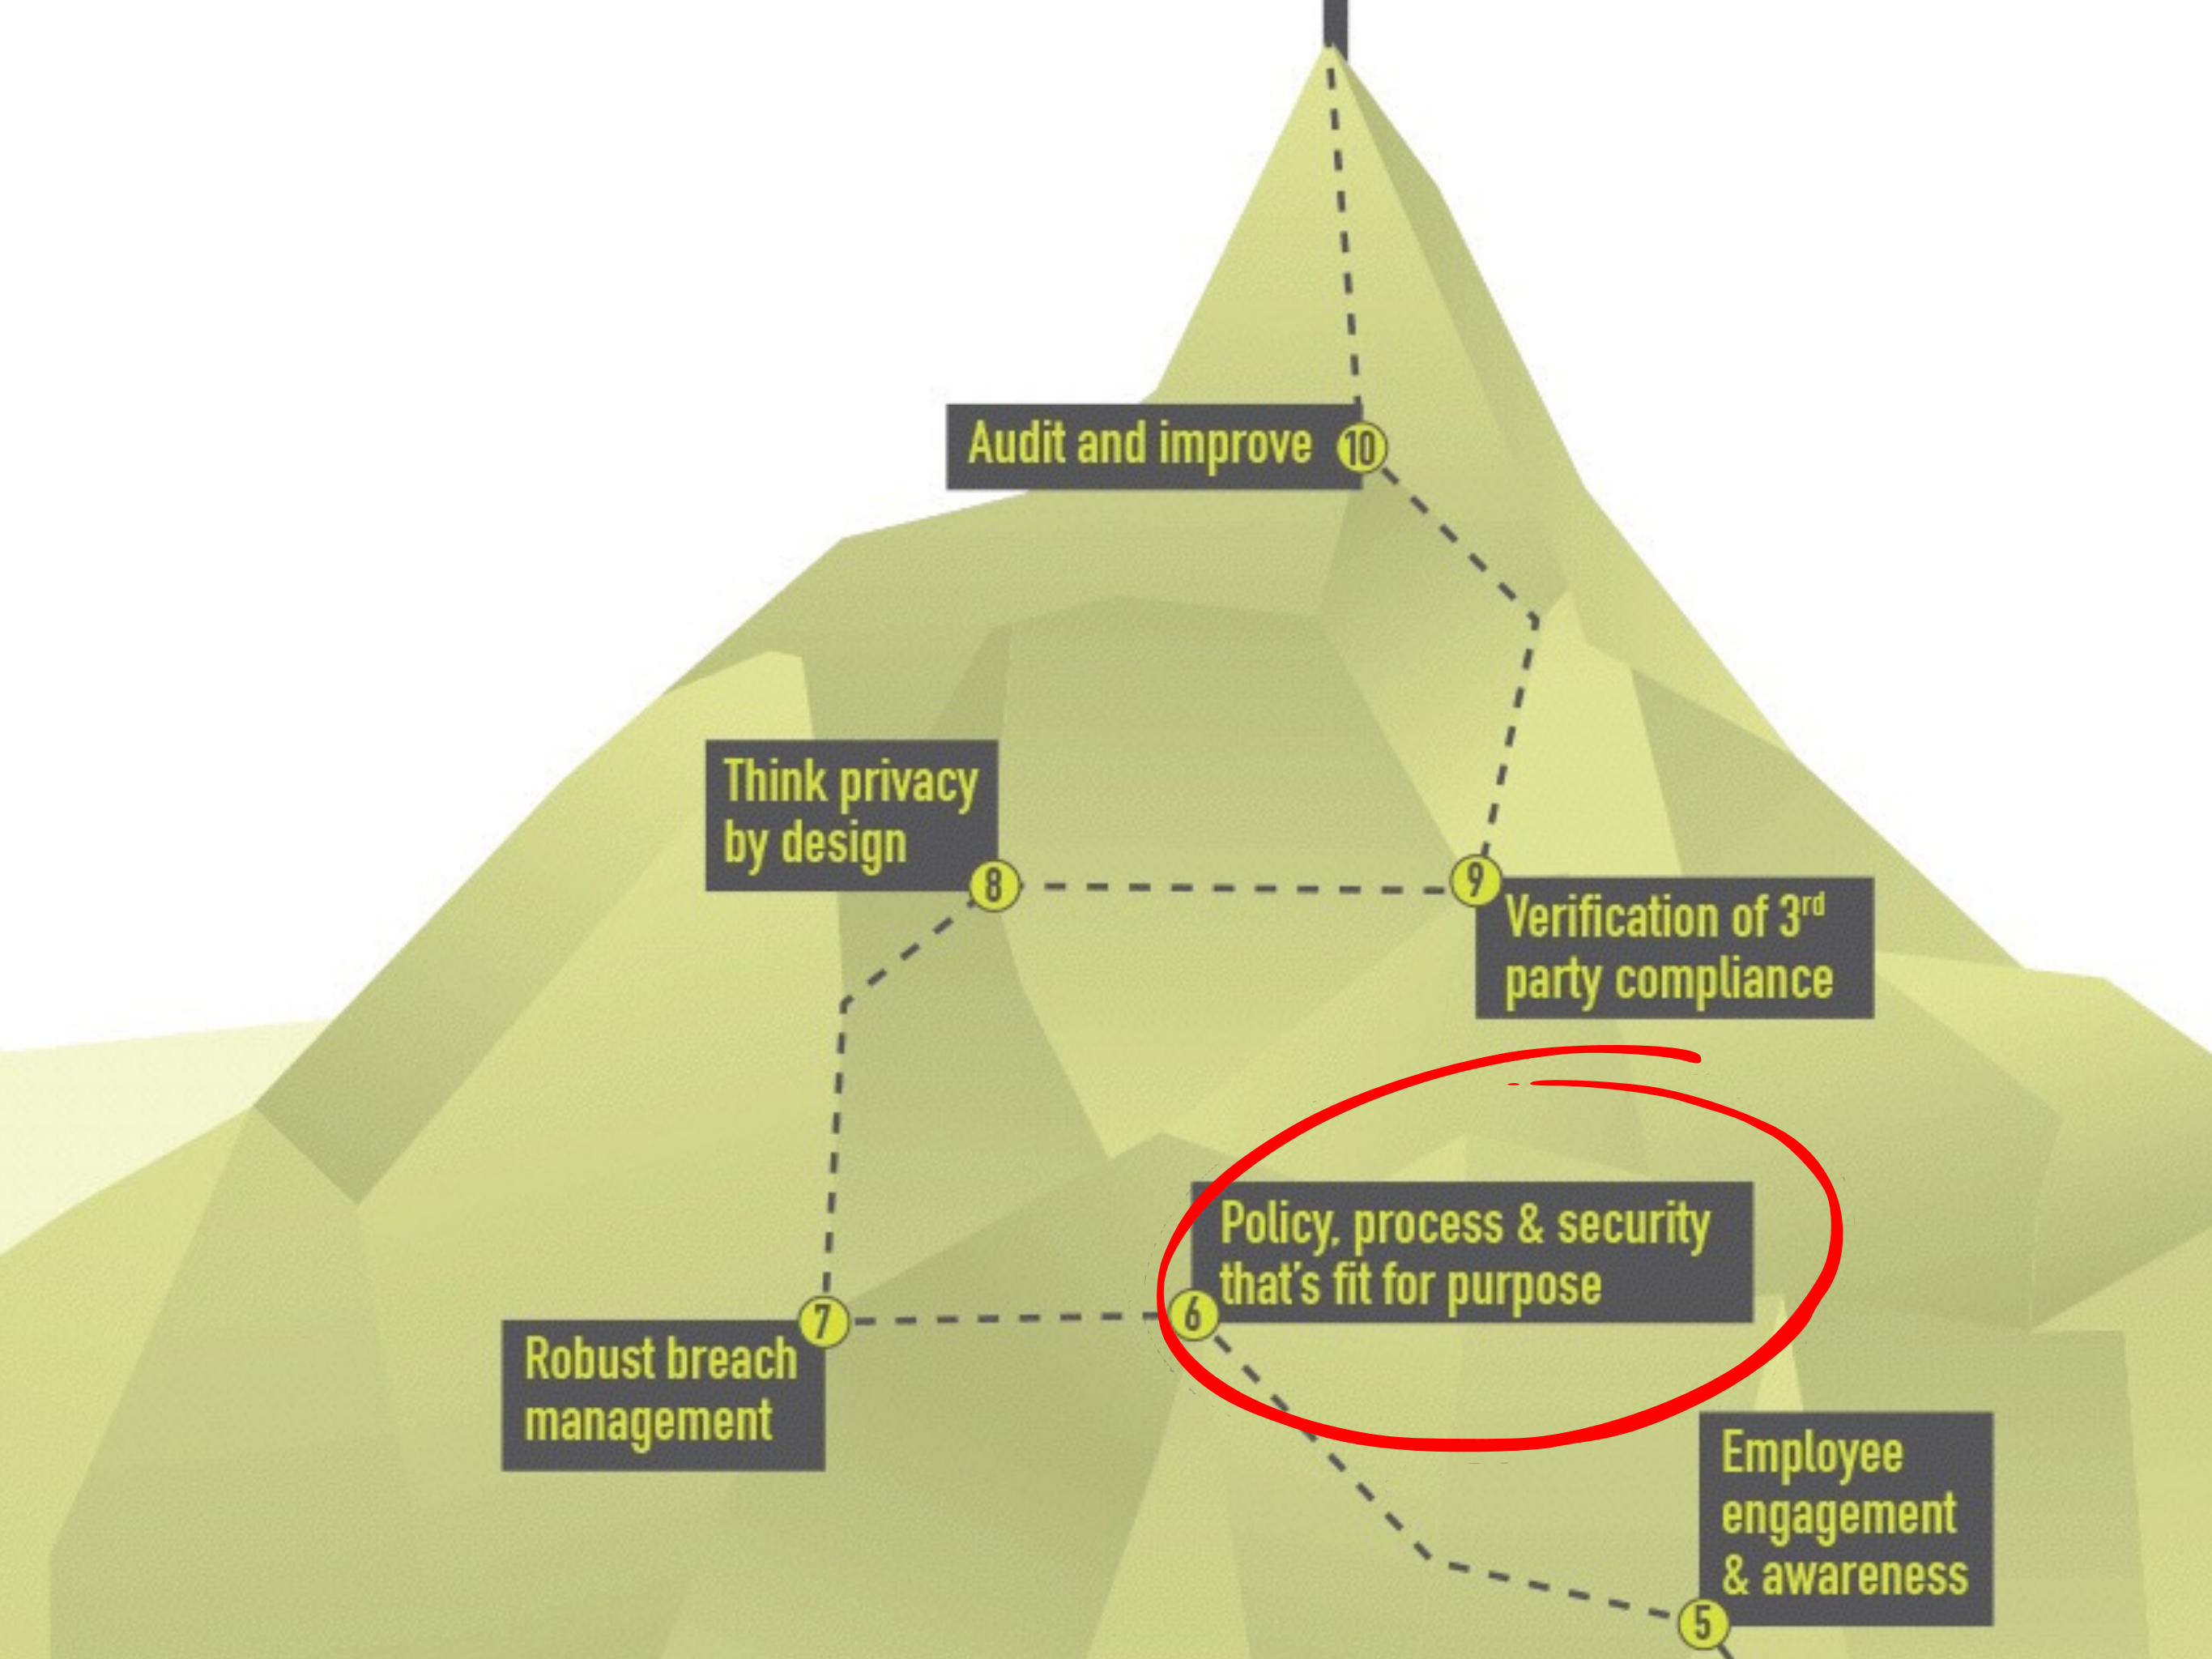 Audit and improve 10
Think privacy
by design
8
9
Verification of 3rd
party compliance
Policy, process & security
that's fit for purpose
6
7
Robust breach
management
Employee
engagement
& awareness
5